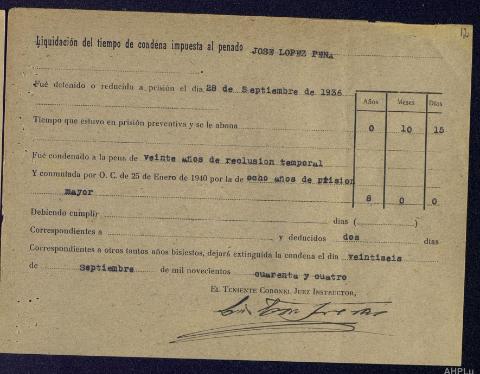 12
Liquidación del tiempo de condena impuesta al penado JOSE LOPEZ PEÑA
Fué detenido o reducida a prisión el día 28 de Septiembre de 1936
Años Meses Días
Tiempo que estuvo en prisión preventiva y se le abona 0 10 15
Fué condenado a la pena de veinte años de reclusion temporal
Y conmutada por O. C. de 25 de Enero de 1940 por la de ocho años de prision
mayor 8 0 0
Debiendo cumplir días ( )
Correspondientes a y deducidos dos días
Correspondientes a otros tantos años bisiestos, dejará extinguida la condena el día veintiseis
de Septiembre de mil novecientos cuarenta y cuatro
EL TENIENTE CORONEL JUEZ INSTRUCTOR,
AHPLu